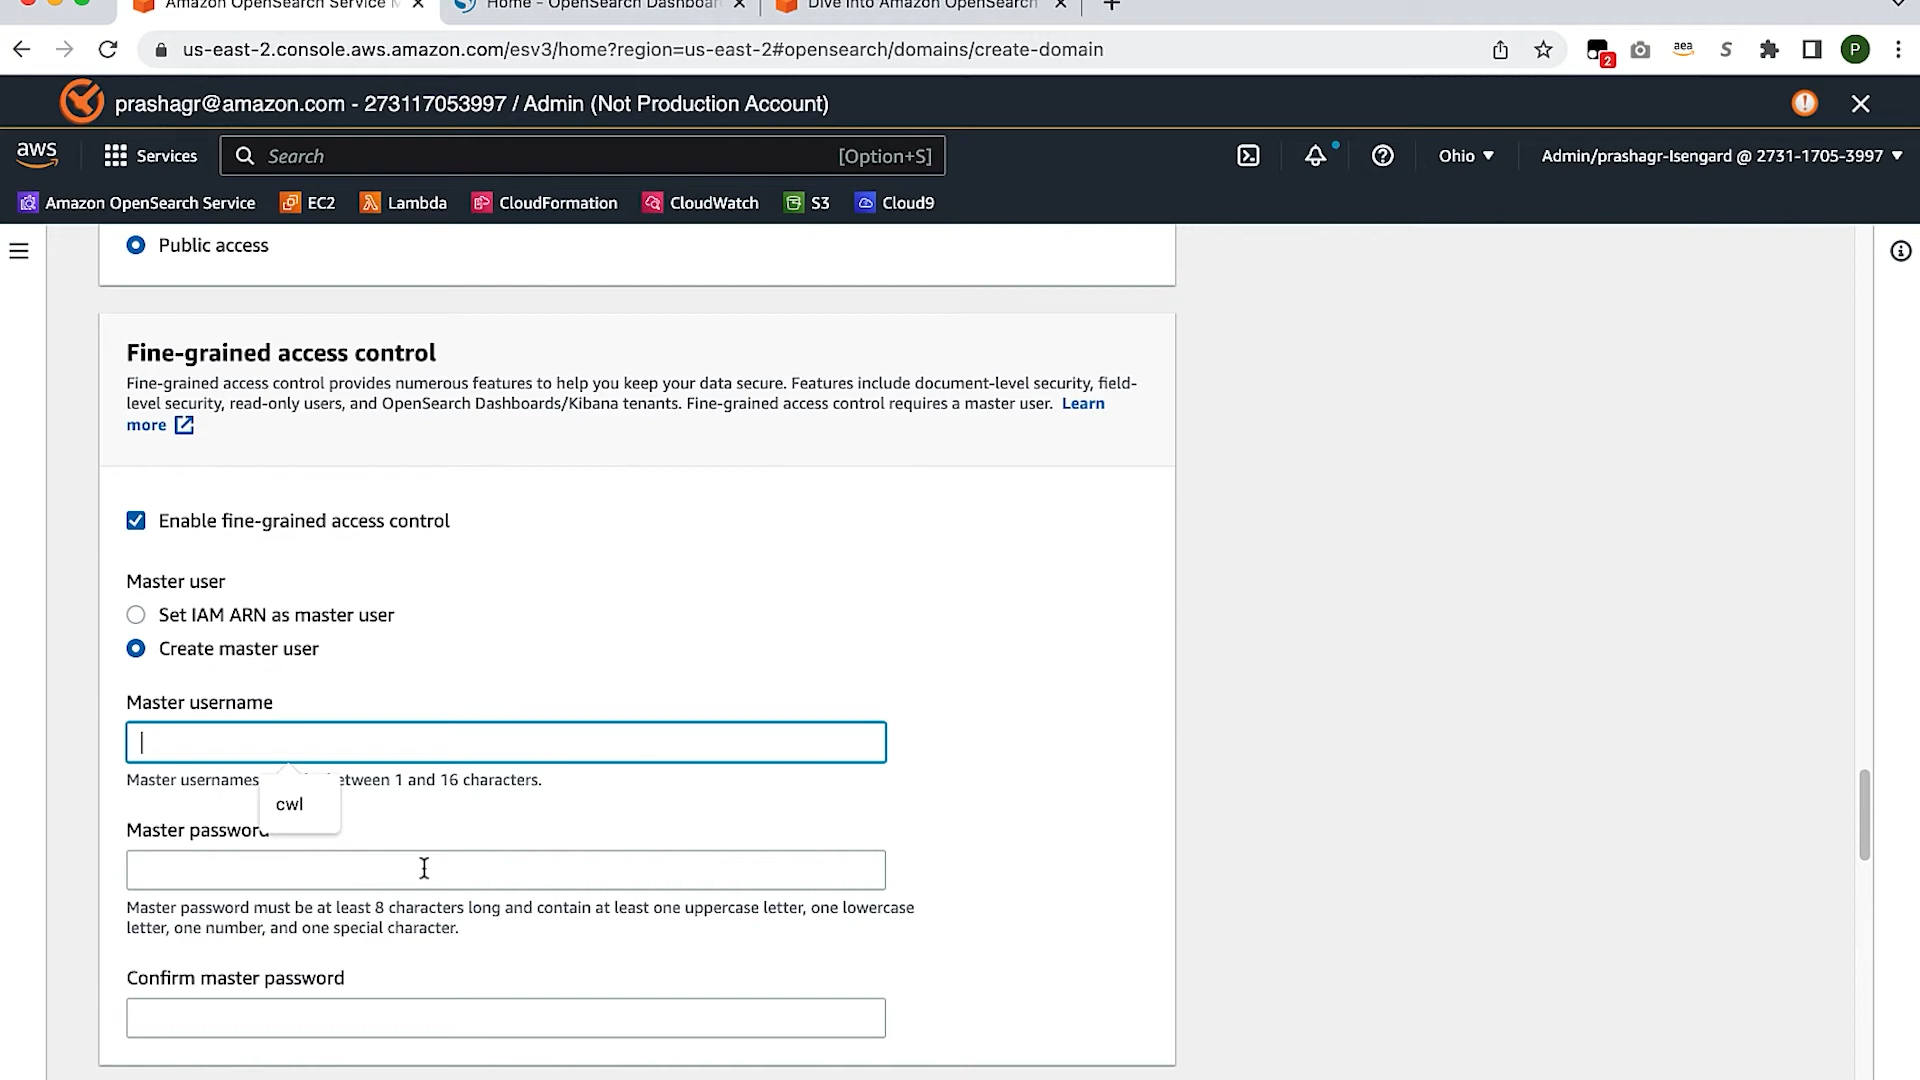 Amazon OpenSearch Service M
Home - OpenSearch Dashboar
Dive into Amazon OpenSearch
us-east-2.console.aws.amazon.com/esv3/home?region=us-east-2#opensearch/domains/create-domain
aea
S
2
P
prashagr@amazon.com - 273117053997 / Admin (Not Production Account)
aws
Services
Search
[Option+S]
Ohio
Admin/prashagr-Isengard @ 2731-1705-3997
Amazon OpenSearch Service
EC2
Lambda
CloudFormation
CloudWatch
S3
Cloud9
Public access
Fine-grained access control
Fine-grained access control provides numerous features to help you keep your data secure. Features include document-level security, field-
level security, read-only users, and OpenSearch Dashboards/Kibana tenants. Fine-grained access control requires a master user. Learn
more
Enable fine-grained access control
Master user
Set IAM ARN as master user
Create master user
Master username
Master usernames etween 1 and 16 characters.
cwl
Master password
Master password must be at least 8 characters long and contain at least one uppercase letter, one lowercase
letter, one number, and one special character.
Confirm master password